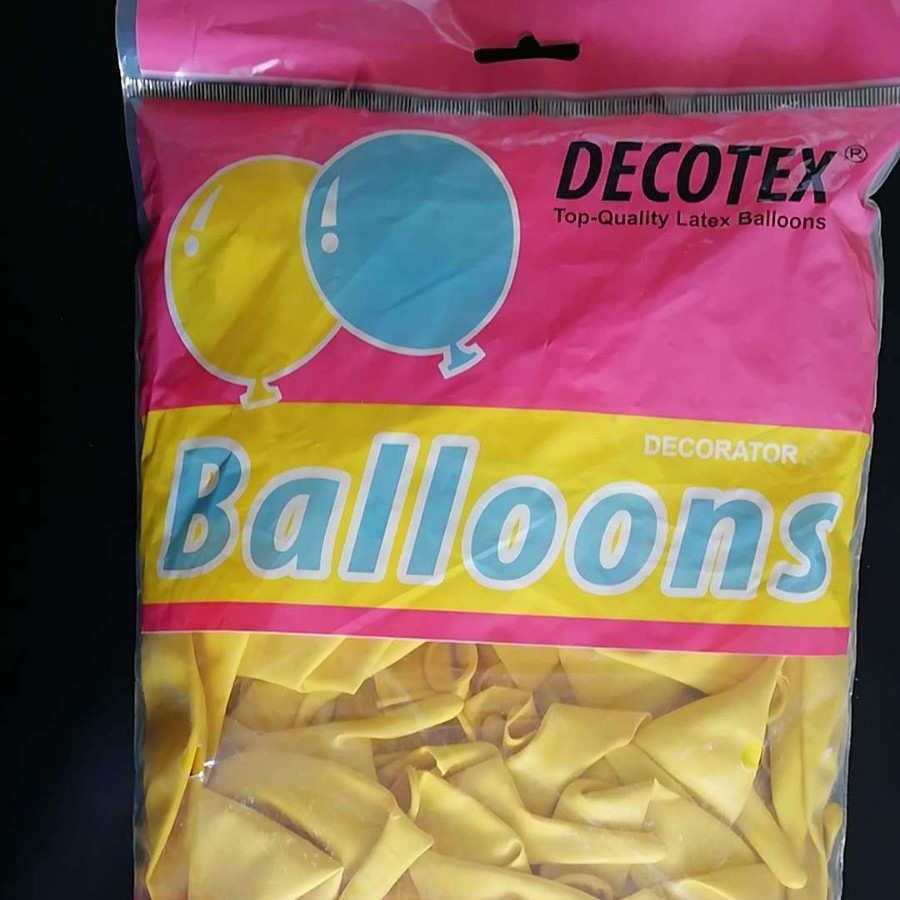 DECOTEX®
Top-Quality Latex Balloons
DECORATOR
Balloons